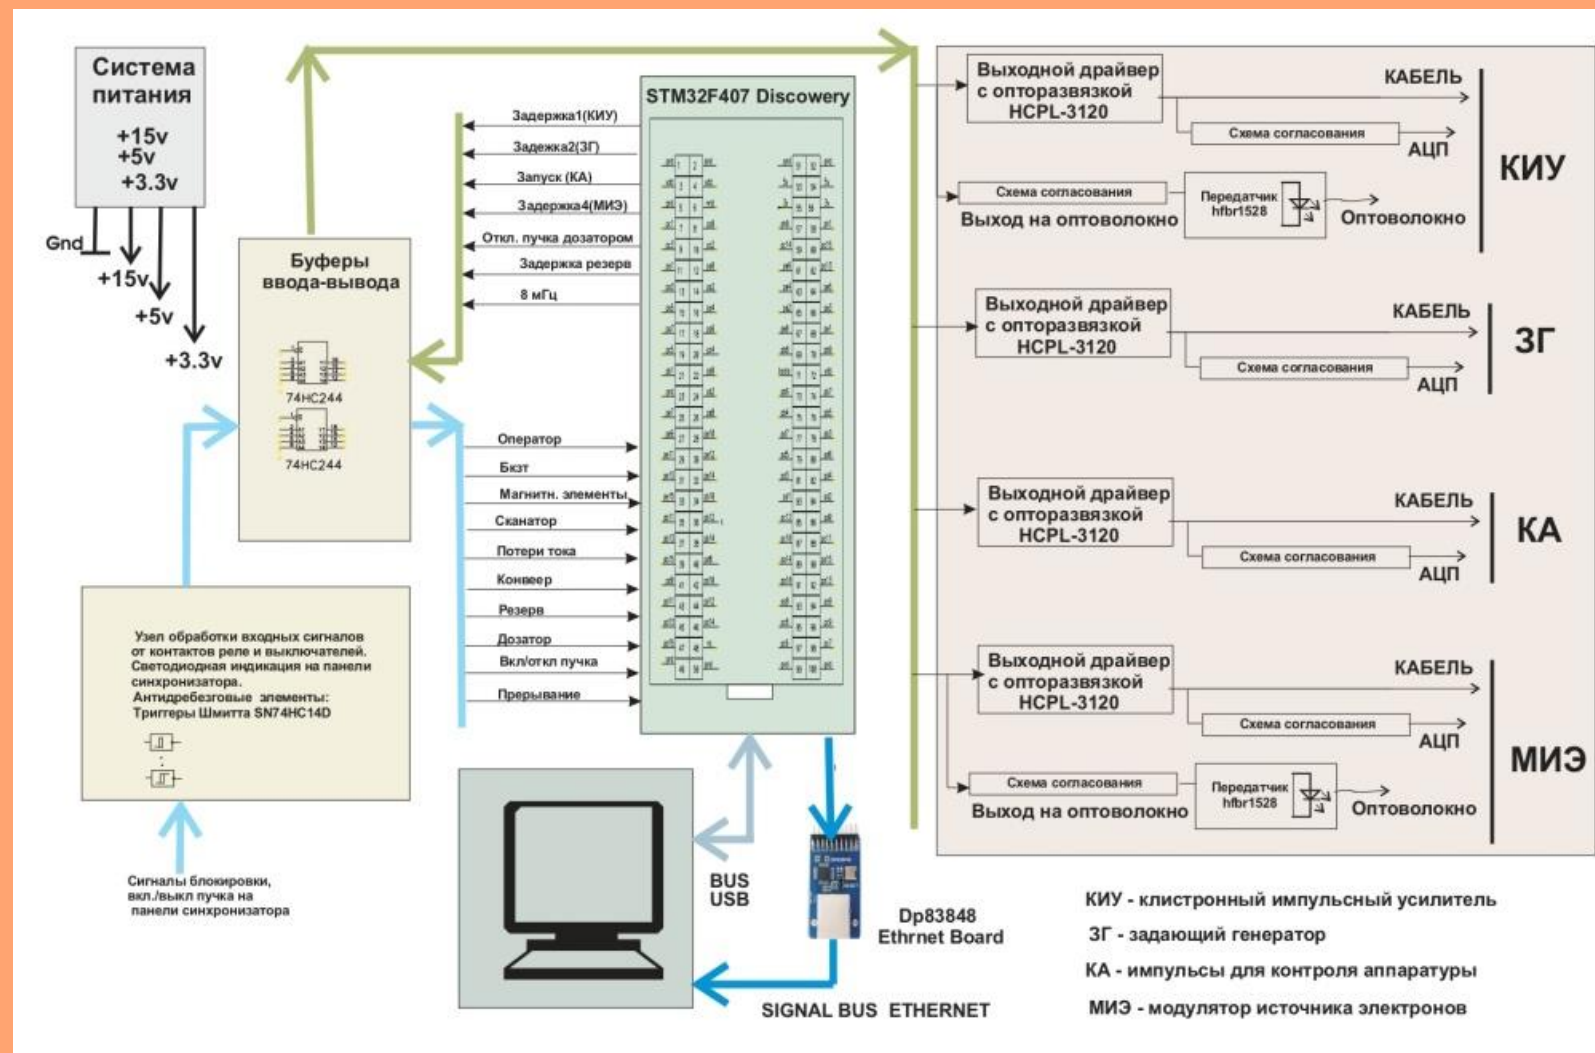 Система
питания
+15v
+5v
+3.3v
Gnd
+15v
+5v
+3.3v
Буферы
ввода-вывода
74HC244
74HC244
Узел обработки входных сигналов
от контактов реле и выключателей.
Светодиодная индикация на панели
синхронизатора.
Антидребезговые элементы:
Триггеры Шмитта SN74HC14D
Сигналы блокировки,
вкл./выкл пучка на
панели синхронизатора
STM32F407 Discowery
Задержка1(КИУ)
Задежка2(ЗГ)
Запуск (КА)
Задержка4(МИЭ)
Откл. пучка дозатором
Задержка резерв
8 мГц
Оператор
Бкзт
Магнитн. элементы
Сканатор
Потери тока
Конвеер
Резерв
Дозатор
Вкл/откл пучка
Прерывание
BUS
USB
Dp83848
Ethrnet Board
SIGNAL BUS ETHERNET
Выходной драйвер
с опторазвязкой
HCPL-3120
КАБЕЛЬ
Схема согласования
АЦП
КИУ
Схема согласования
Выход на оптоволокно
Передатчик
hfbr1528
Оптоволокно
Выходной драйвер
с опторазвязкой
HCPL-3120
КАБЕЛЬ
Схема согласования
АЦП
ЗГ
Выходной драйвер
с опторазвязкой
HCPL-3120
КАБЕЛЬ
Схема согласования
АЦП
КА
Выходной драйвер
с опторазвязкой
HCPL-3120
КАБЕЛЬ
Схема согласования
АЦП
МИЭ
Схема согласования
Выход на оптоволокно
Передатчик
hfbr1528
Оптоволокно
КИУ - клистронный импульсный усилитель
ЗГ - задающий генератор
КА - импульсы для контроля аппаратуры
МИЭ - модулятор источника электронов